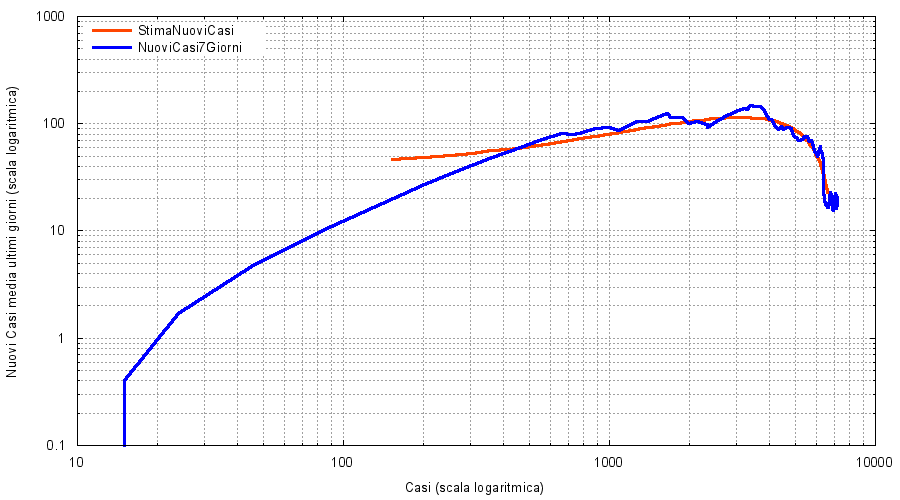 1000
StimaNuoviCasi
NuoviCasi7Giorni
100
10
1
0.1
10 100 1000 10000
Nuovi Casi media ultimi giorni (scala logaritmica)
Casi (scala logaritmica)